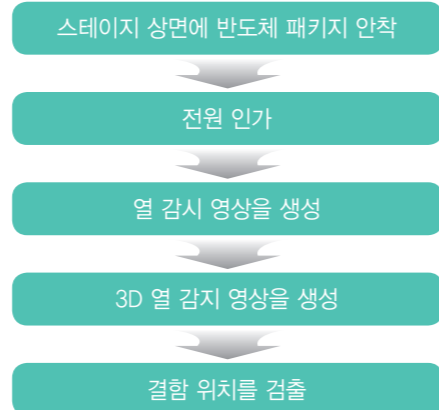 스테이지 상면에 반도체 패키지 안착
전원 인가
열 감시 영상을 생성
3D 열 감지 영상을 생성
결함 위치를 검출